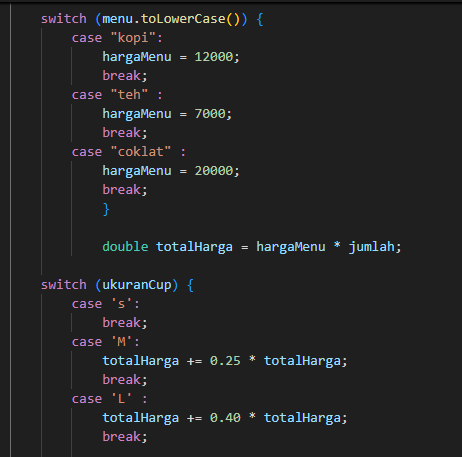 switch (menu.toLowerCase()) {
    case "kopi":
        hargaMenu = 12000;
        break;
    case "teh" :
        hargaMenu = 7000;
        break;
    case "coklat" :
        hargaMenu = 20000;
        break;
        }
        double totalHarga = hargaMenu * jumlah;
switch (ukuranCup) {
    case 's':
        break;
    case 'M':
        totalHarga += 0.25 * totalHarga;
        break;
    case 'L' :
        totalHarga += 0.40 * totalHarga;
        break;